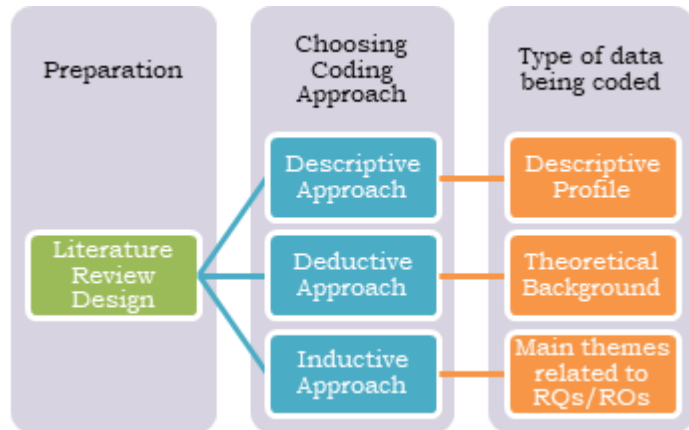 Preparation
Choosing
Coding
Approach
Type of data
being coded
Literature
Review
Design
Descriptive
Approach
Descriptive
Profile
Deductive
Approach
Theoretical
Background
Inductive
Approach
Main themes
related to
RQs/ROs